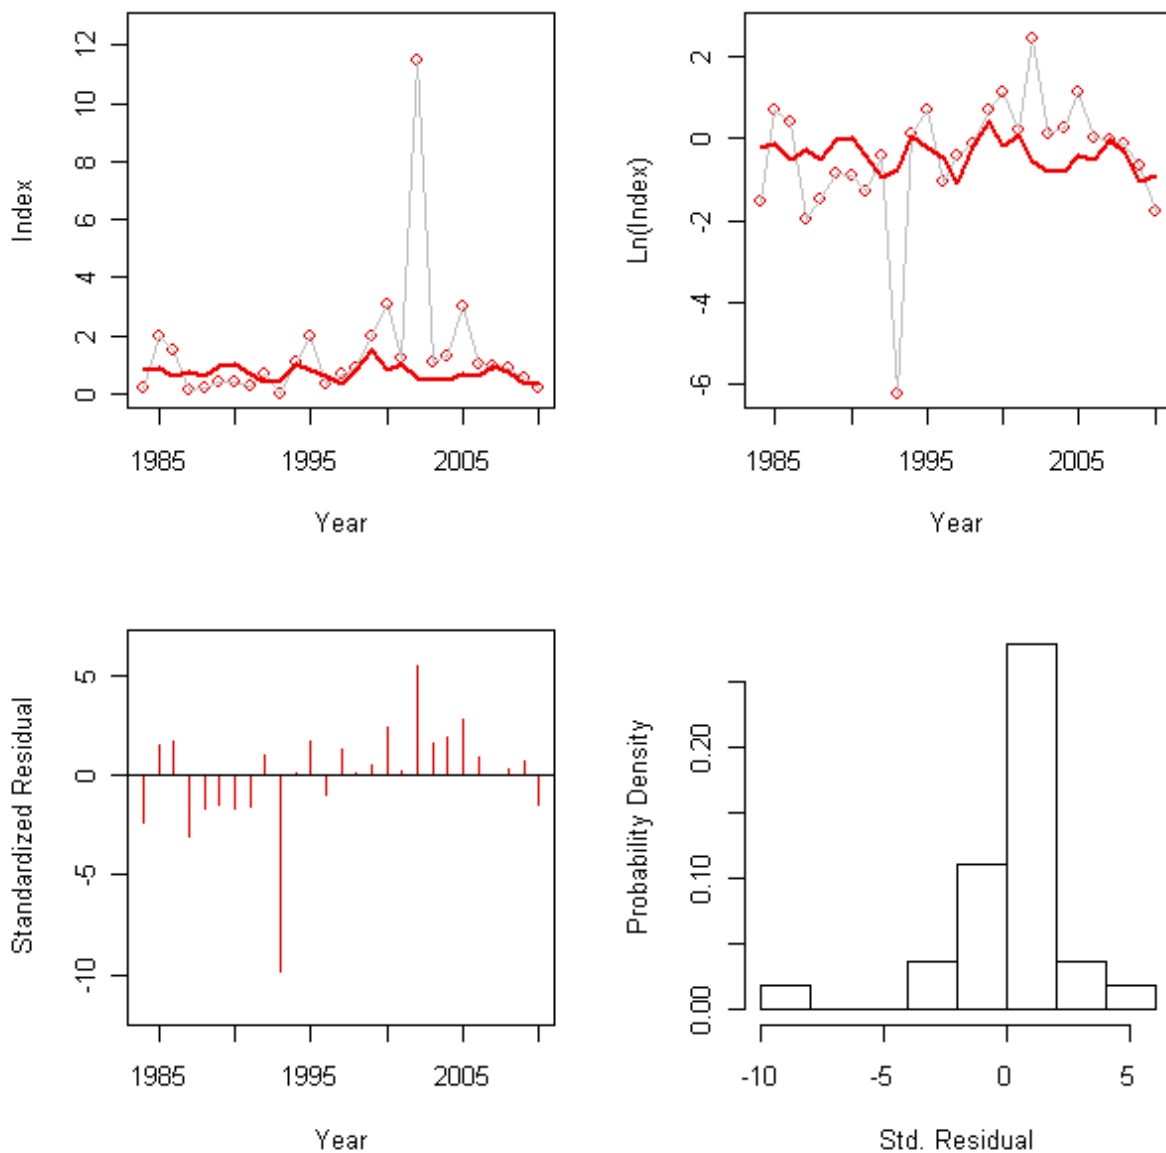 12
10
8
6
4
2
0
Index
1985 1995 2005
Year
2
0
-2
-4
-6
Ln(Index)
1985 1995 2005
Year
5
0
-5
-10
Standardized Residual
1985 1995 2005
Year
0.20
0.10
0.00
Probability Density
-10 -5 0 5
Std. Residual